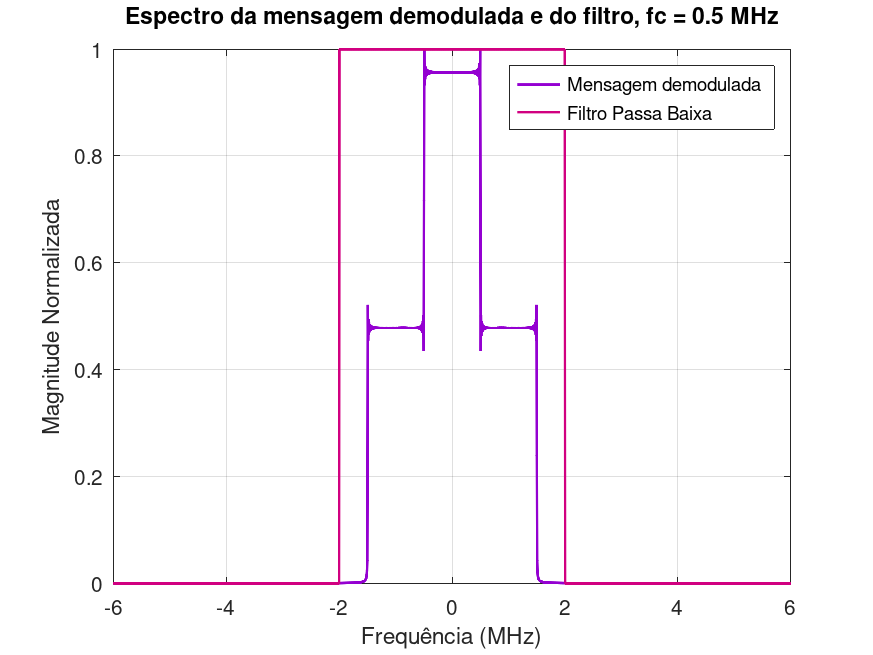 Espectro da mensagem demodulada e do filtro, fc = 0.5 MHz
Mensagem demodulada
Filtro Passa Baixa
Magnitude Normalizada
1
0.8
0.6
0.4
0.2
0
-6 -4 -2 0 2 4 6
Frequência (MHz)